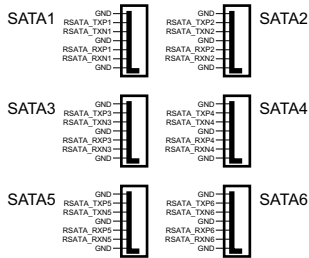 SATA1
GND
RSATA_TXP1
RSATA_TXN1
GND
RSATA_RXP1
RSATA_RXN1
GND
GND
RSATA_TXP2
RSATA_TXN2
GND
RSATA_RXP2
RSATA_RXN2
GND
SATA2
SATA3
GND
RSATA_TXP3
RSATA_TXN3
GND
RSATA_RXP3
RSATA_RXN3
GND
GND
RSATA_TXP4
RSATA_TXN4
GND
RSATA_RXP4
RSATA_RXN4
GND
SATA4
SATA5
GND
RSATA_TXP5
RSATA_TXN5
GND
RSATA_RXP5
RSATA_RXN5
GND
GND
RSATA_TXP6
RSATA_TXN6
GND
RSATA_RXP6
RSATA_RXN6
GND
SATA6